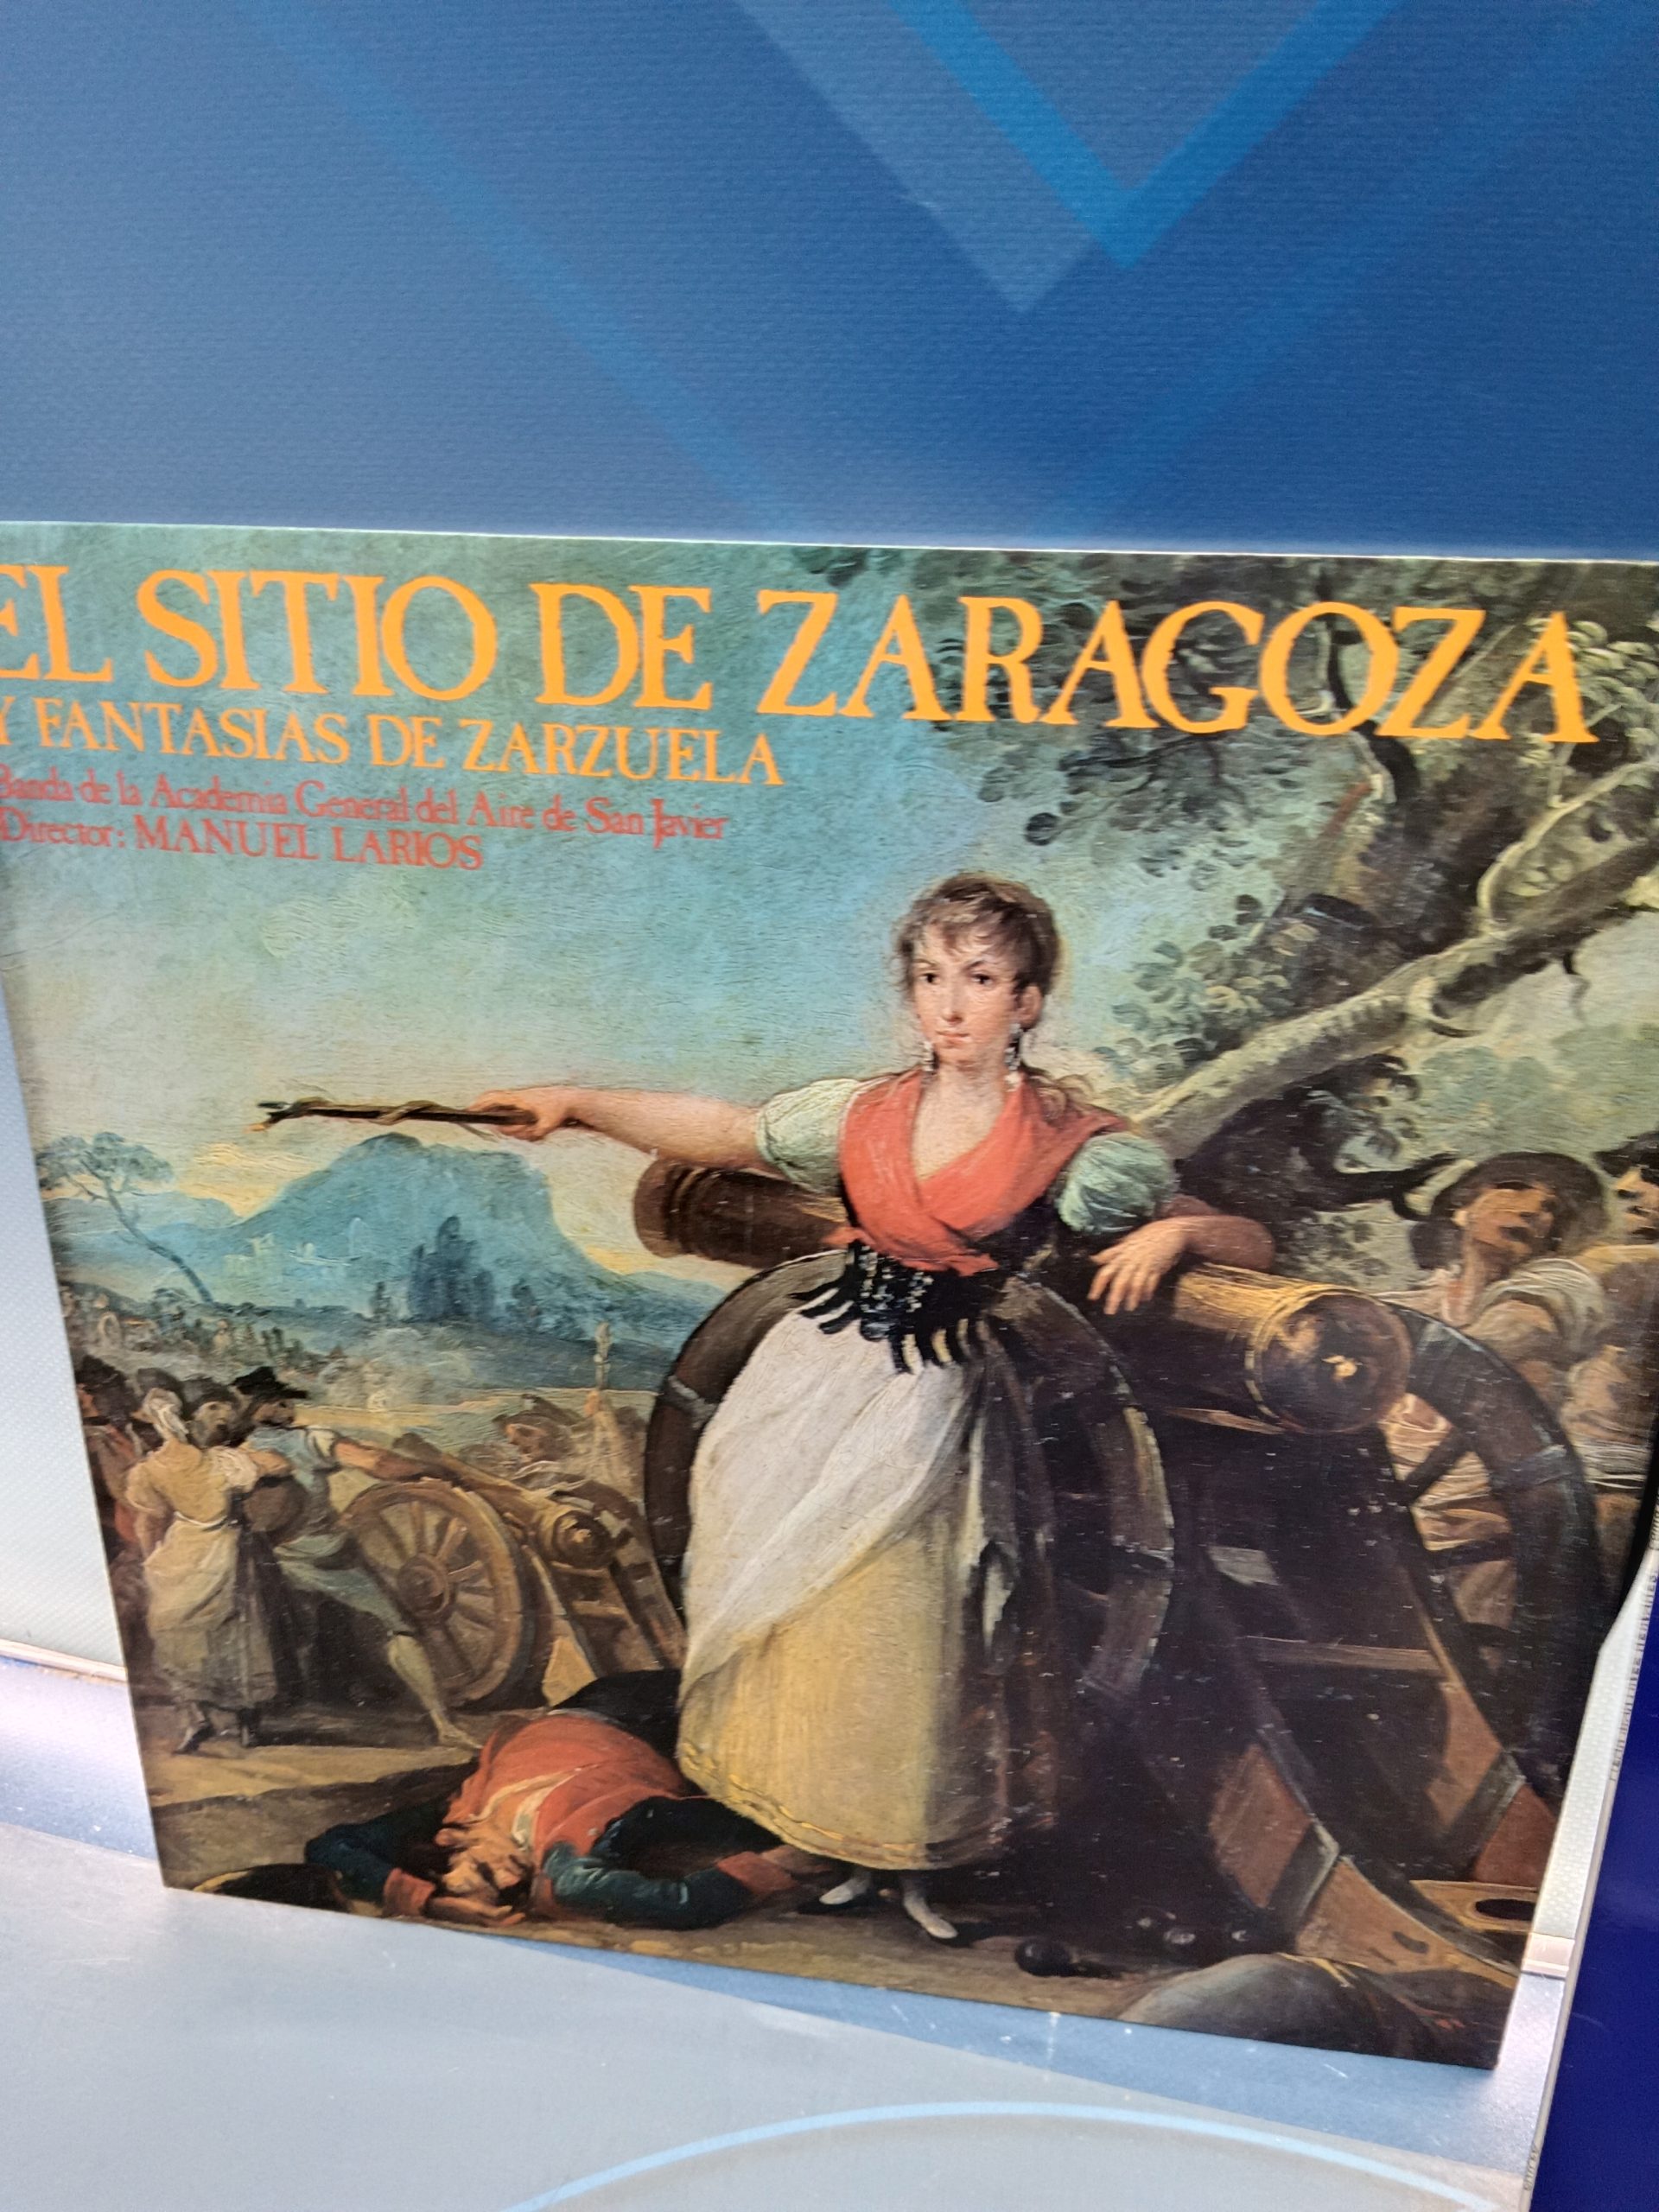 EL SITIO DE ZARAGOZA
Y FANTASIAS DE ZARZUELA
Banda de la Academia General del Aire de San Javier
Director: MANUEL LARIOS